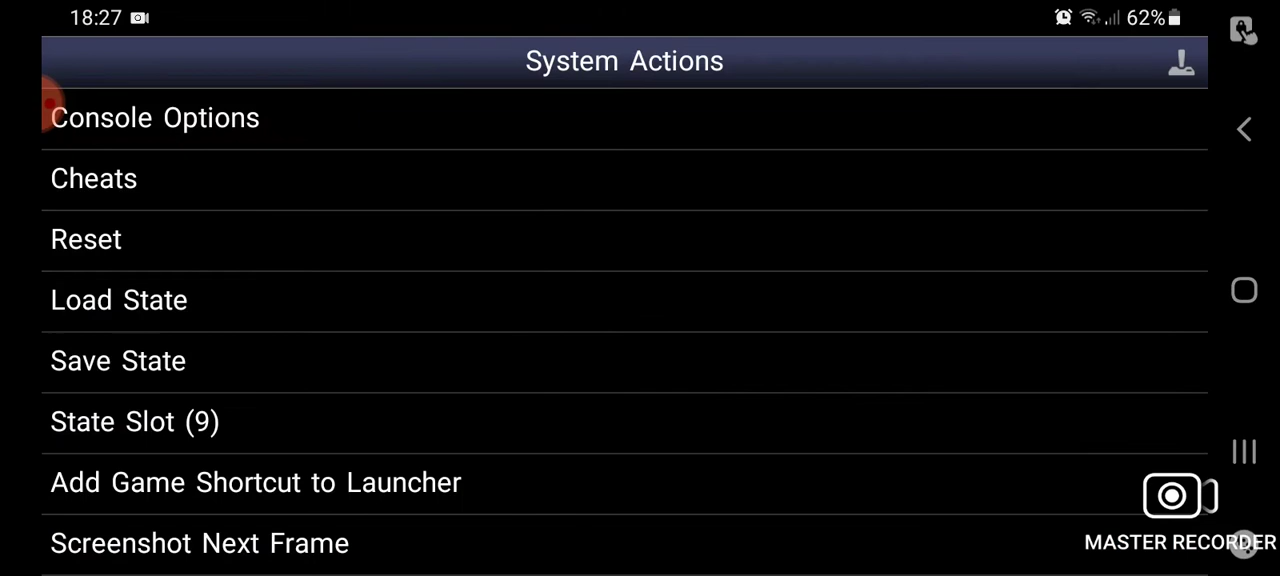 18:27
62%
System Actions
Console Options
Cheats
Reset
Load State
Save State
State Slot (9)
Add Game Shortcut to Launcher
Screenshot Next Frame
MASTER RECORDER